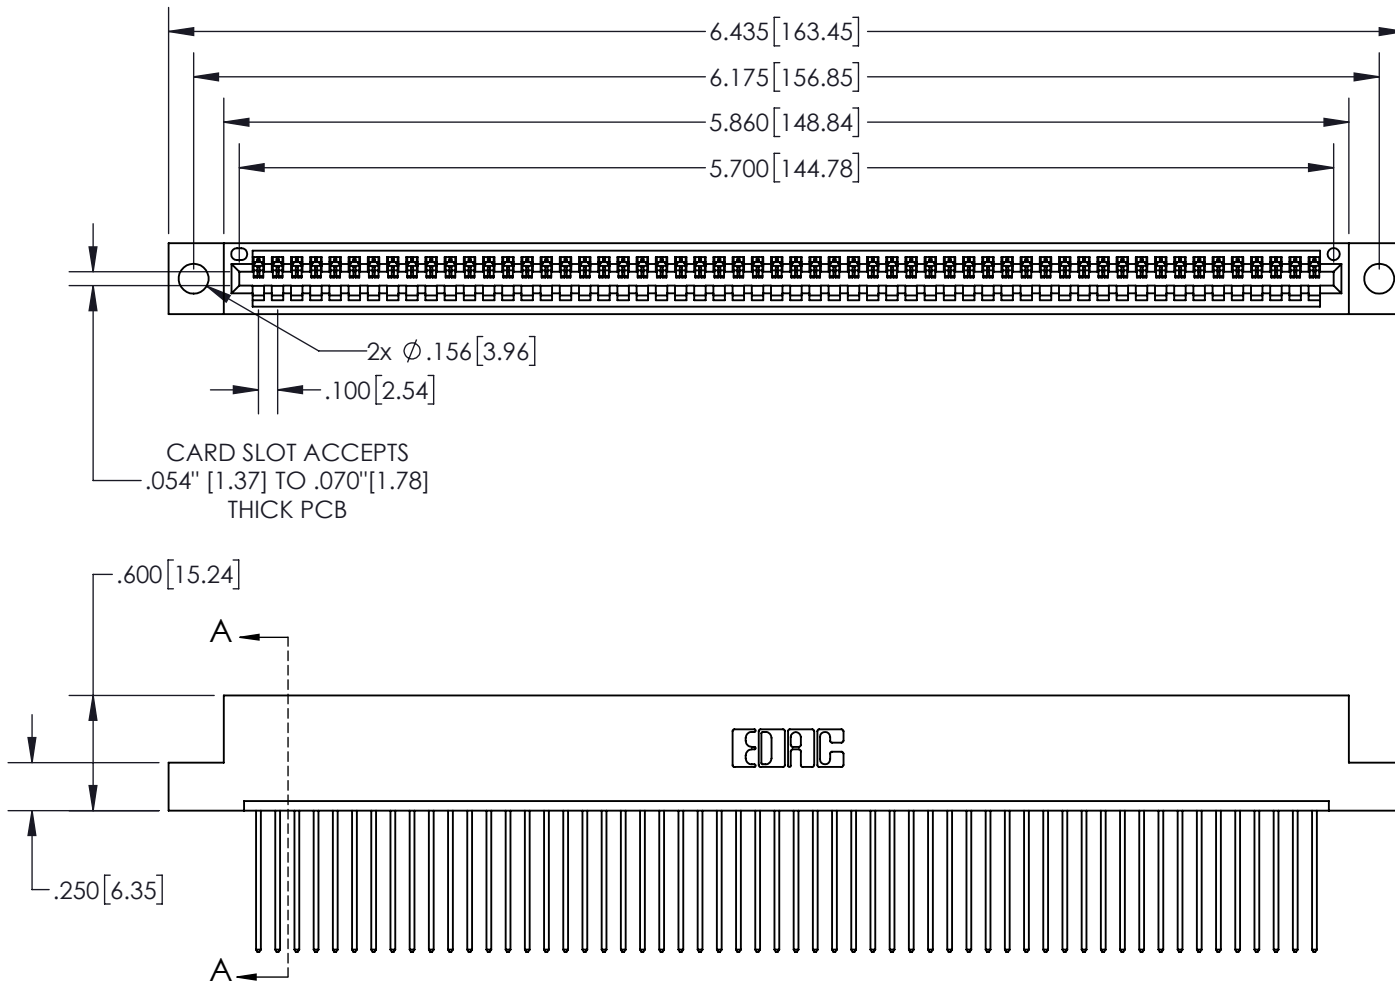 6.435[163.45]
6.175[156.85]
5.860[148.84]
5.700[144.78]
2x ∅.156[3.96]
.100[2.54]
CARD SLOT ACCEPTS
.054" [1.37] TO .070"[1.78]
THICK PCB
.600[15.24]
A
EDAC
.250[6.35]
A